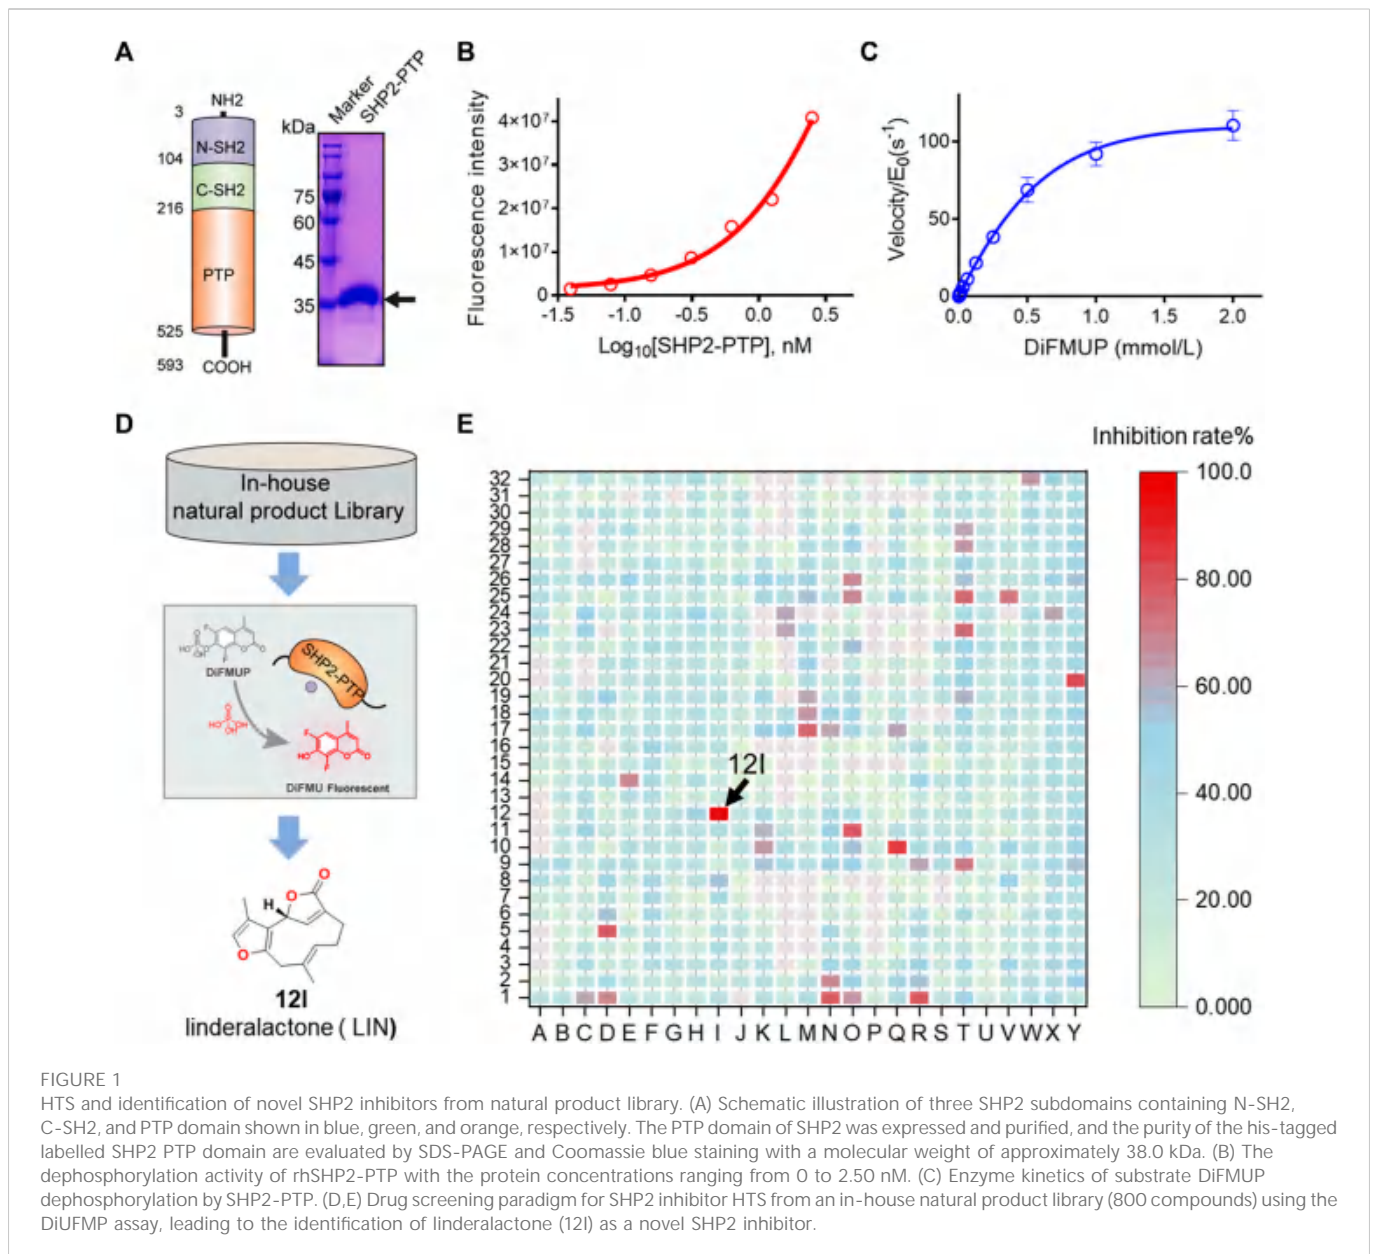 A
NH2
3
N-SH2
104
C-SH2
216
PTP
525
593
COOH
Marker
SHP2-PTP
kDa
75
60
45
35
B
Fluorescence intensity
4×10⁷
3×10⁷
2×10⁷
1×10⁷
0
-1.5 -1.0 -0.5 0.0 0.5
Log₁₀[SHP2-PTP], nM
C
Velocity/E₀(s⁻¹)
100
50
0
0.0 0.5 1.0 1.5 2.0
DiFMUP (mmol/L)
D
In-house
natural product Library
DiFMUP
SHP2-PTP
DiFMU Fluorescent
H
O
O
O
12I
linderalactone ( LIN)
E
Inhibition rate%
32
31
30
29
28
27
26
25
24
23
22
21
20
19
18
17
16
15
14
13
12
11
10
9
8
7
6
5
4
3
2
1
12I
A B C D E F G H I J K L M N O P Q R S T U V W X Y
100.0
80.00
60.00
40.00
20.00
0.000
FIGURE 1
HTS and identification of novel SHP2 inhibitors from natural product library. (A) Schematic illustration of three SHP2 subdomains containing N-SH2,
C-SH2, and PTP domain shown in blue, green, and orange, respectively. The PTP domain of SHP2 was expressed and purified, and the purity of the his-tagged
labelled SHP2 PTP domain are evaluated by SDS-PAGE and Coomassie blue staining with a molecular weight of approximately 38.0 kDa. (B) The
dephosphorylation activity of rhSHP2-PTP with the protein concentrations ranging from 0 to 2.50 nM. (C) Enzyme kinetics of substrate DiFMUP
dephosphorylation by SHP2-PTP. (D,E) Drug screening paradigm for SHP2 inhibitor HTS from an in-house natural product library (800 compounds) using the
DiUFMP assay, leading to the identification of linderalactone (12I) as a novel SHP2 inhibitor.